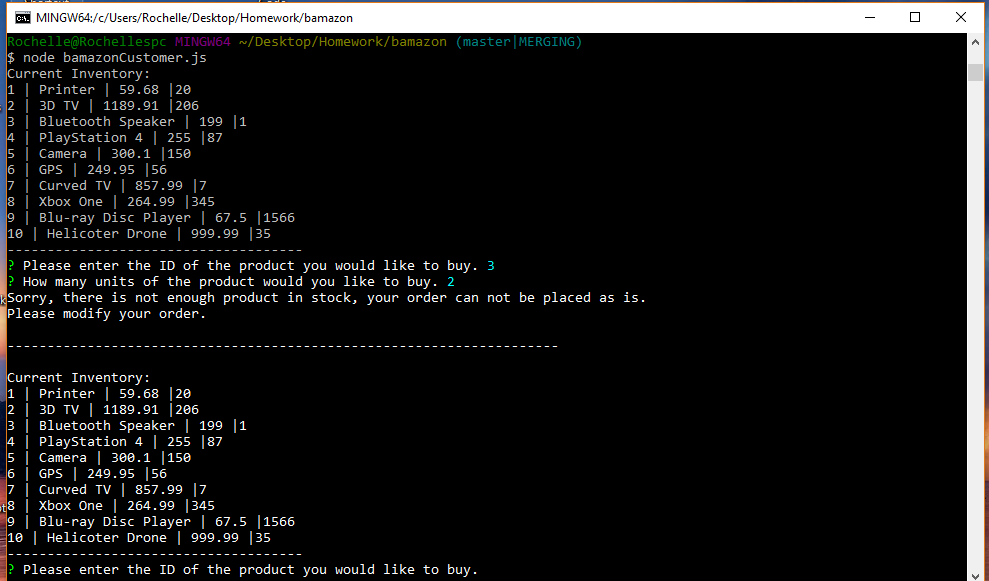 MINGW64:/c/Users/Rochelle/Desktop/Homework/bamazon
Rochelle@Rochellespc MINGW64 ~/Desktop/Homework/bamazon (master|MERGING)
$ node bamazonCustomer.js
Current Inventory:
1 | Printer | 59.68 |20
2 | 3D TV | 1189.91 |206
3 | Bluetooth Speaker | 199 |1
4 | PlayStation 4 | 255 |87
5 | Camera | 300.1 |150
6 | GPS | 249.95 |56
7 | Curved TV | 857.99 |7
8 | Xbox One | 264.99 |345
9 | Blu-ray Disc Player | 67.5 |1566
10 | Helicoter Drone | 999.99 |35
-------------------------------------
? Please enter the ID of the product you would like to buy. 3
? How many units of the product would you like to buy. 2
Sorry, there is not enough product in stock, your order can not be placed as is.
Please modify your order.
---------------------------------------------------------------------
Current Inventory:
1 | Printer | 59.68 |20
2 | 3D TV | 1189.91 |206
3 | Bluetooth Speaker | 199 |1
4 | PlayStation 4 | 255 |87
5 | Camera | 300.1 |150
6 | GPS | 249.95 |56
7 | Curved TV | 857.99 |7
8 | Xbox One | 264.99 |345
9 | Blu-ray Disc Player | 67.5 |1566
10 | Helicoter Drone | 999.99 |35
-------------------------------------
? Please enter the ID of the product you would like to buy.